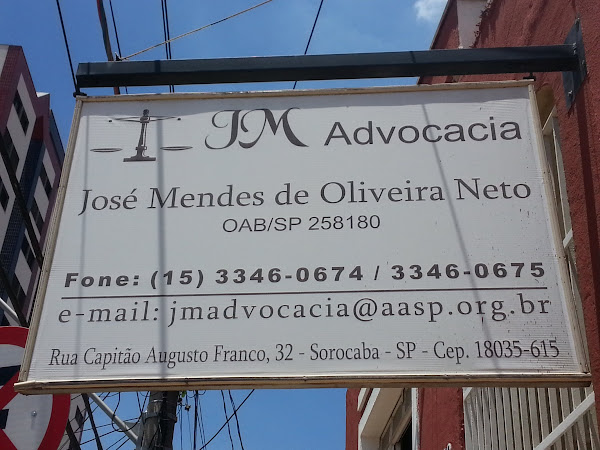 JM Advocacia
José Mendes de Oliveira Neto
OAB/SP 258180
Fone: (15) 3346-0674 / 3346-0675
e-mail: jmadvocacia@aasp.org.br
Rua Capitão Augusto Franco, 32 - Sorocaba - SP - Cep. 18035-615